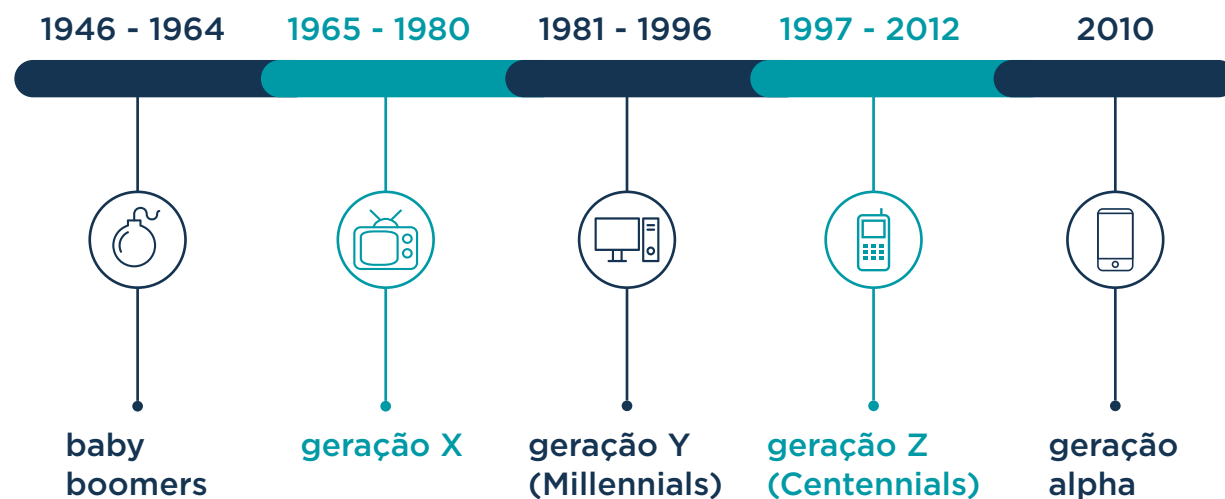 1946 - 1964
1965 - 1980
1981 - 1996
1997 - 2012
2010
baby
boomers
geração X
geração Y
(Millennials)
geração Z
(Centennials)
geração
alpha